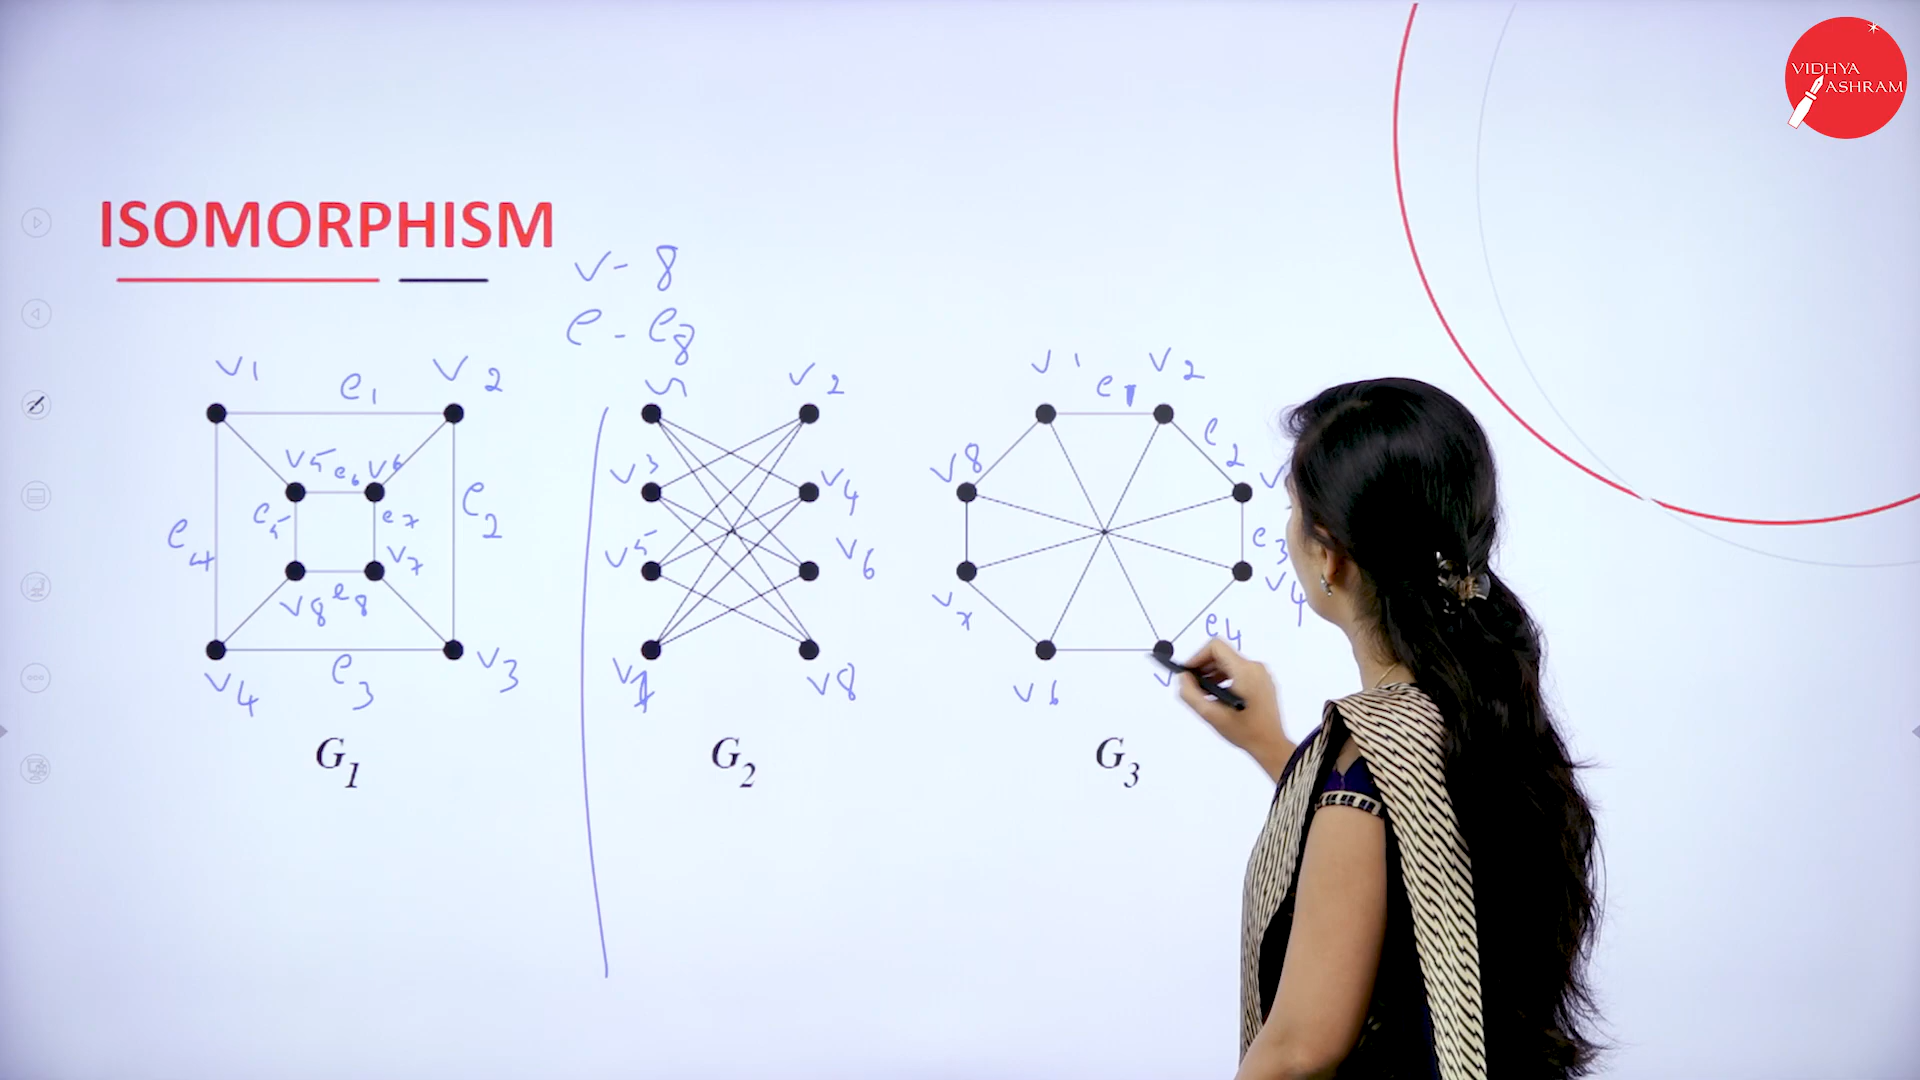 VIDHYA
ASHRAM
ISOMORPHISM
v - 8
e - e8
v1 e1 v2
v5 e6 v6
e4 e5 e7 e2
v7
v8 e8
v4 e3 v3
G1
v1 v2
v3 v4
v5 v6
v8
G2
v1 e1 v2
e2
v8
e3
v7 v4
e4
v6
G3